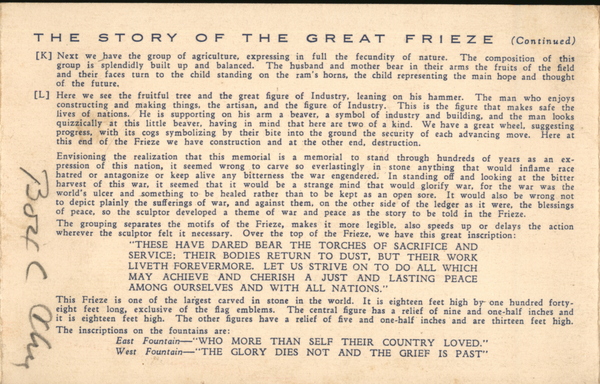 THE STORY OF THE GREAT FRIEZE (Continued)
[K] Next we have the group of agriculture, expressing in full the fecundity of nature. The composition of this
group is splendidly built up and balanced. The husband and mother bear in their arms the fruits of the field
and their faces turn to the child standing on the ram's horns, the child representing the main hope and thought
of the future.
[L] Here we see the fruitful tree and the great figure of Industry, leaning on his hammer. The man who enjoys
constructing and making things, the artisan, and the figure of Industry. This is the figure that makes safe the
lives of nations. He is supporting on his arm a beaver, a symbol of industry and building, and the man looks
quizzically at this little beaver, having in mind that here are two of a kind. We have a great wheel, suggesting
progress, with its cogs symbolizing by their bite into the ground the security of each advancing move. Here at
this end of the Frieze we have construction and at the other end, destruction.
Envisioning the realization that this memorial is a memorial to stand through hundreds of years as an ex-
pression of this nation, it seemed wrong to carve so everlastingly in stone anything that would inflame race
hatred or antagonize or keep alive any bitterness the war engendered. In standing off and looking at the bitter
harvest of this war, it seemed that it would be a strange mind that would glorify war, for the war was the
world's ulcer and something to be healed rather than to be kept as an open sore. It would also be wrong not
to depict plainly the sufferings of war, and against them, on the other side of the ledger as it were, the blessings
of peace, so the sculptor developed a theme of war and peace as the story to be told in the Frieze.
The grouping separates the motifs of the Frieze, makes it more legible, also speeds up or delays the action
wherever the sculptor felt it necessary. Over the top of the Frieze, we have this great inscription:
"THESE HAVE DARED BEAR THE TORCHES OF SACRIFICE AND
SERVICE; THEIR BODIES RETURN TO DUST, BUT THEIR WORK
LIVETH FOREVERMORE. LET US STRIVE ON TO DO ALL WHICH
MAY ACHIEVE AND CHERISH A JUST AND LASTING PEACE
AMONG OURSELVES AND WITH ALL NATIONS."
This Frieze is one of the largest carved in stone in the world. It is eighteen feet high by one hundred forty-
eight feet long, exclusive of the flag emblems. The central figure has a relief of nine and one-half inches and
it is eighteen feet high. The other figures have a relief of five and one-half inches and are thirteen feet high.
The inscriptions on the fountains are:
East Fountain—"WHO MORE THAN SELF THEIR COUNTRY LOVED."
West Fountain—"THE GLORY DIES NOT AND THE GRIEF IS PAST"